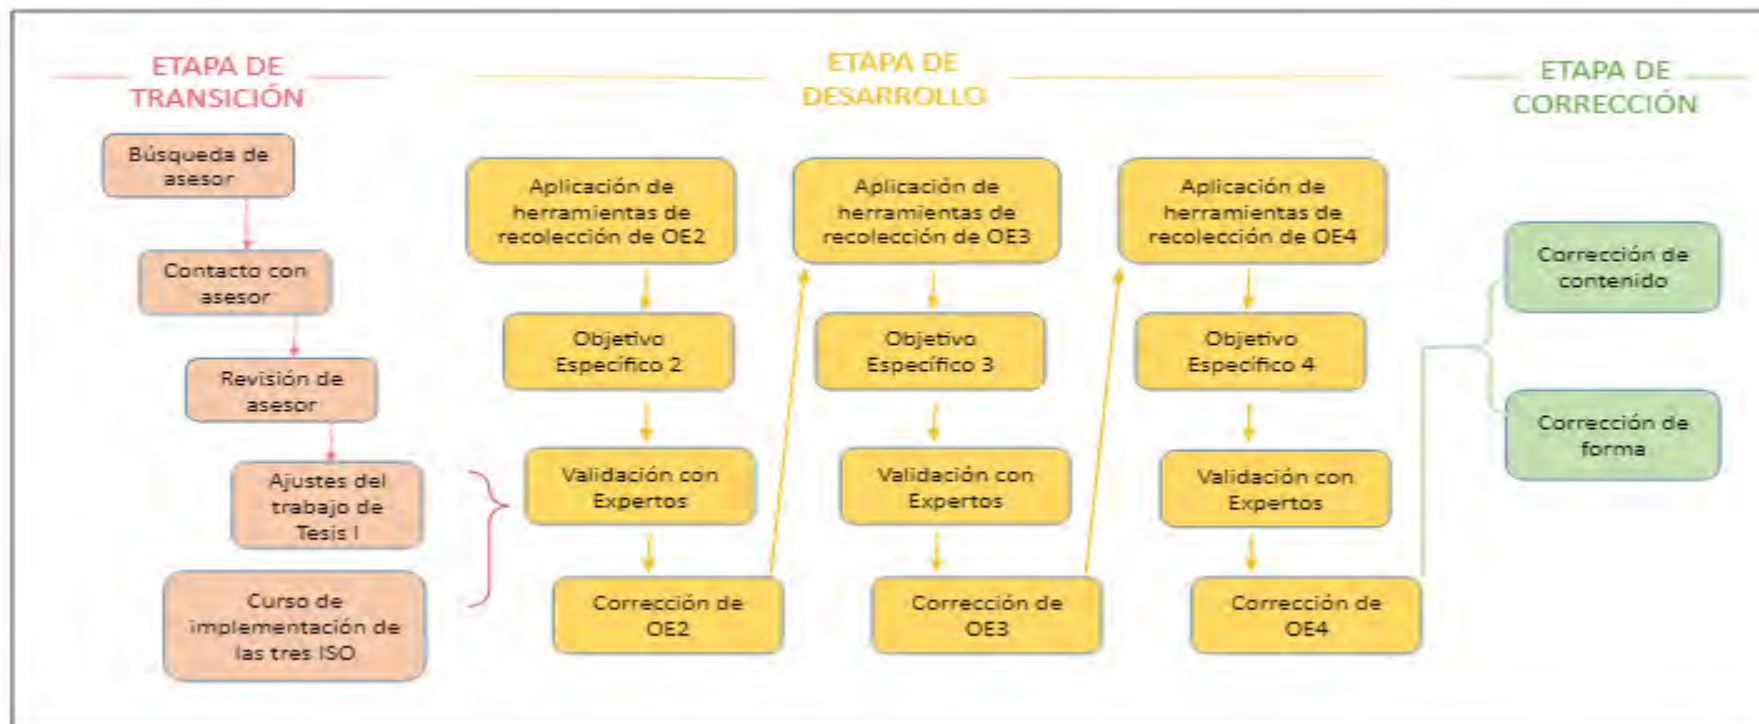 ETAPA DE
TRANSICIÓN
Búsqueda de
asesor
Contacto con
asesor
Revisión de
asesor
Ajustes del
trabajo de
Tesis I
Curso de
implementación de
las tres ISO
ETAPA DE
DESARROLLO
Aplicación de
herramientas de
recolección de OE2
Objetivo
Específico 2
Validación con
Expertos
Corrección de
OE2
Aplicación de
herramientas de
recolección de OE3
Objetivo
Específico 3
Validación con
Expertos
Corrección de
OE3
Aplicación de
herramientas de
recolección de OE4
Objetivo
Específico 4
Validación con
Expertos
Corrección de
OE4
ETAPA DE
CORRECCIÓN
Corrección de
contenido
Corrección de
forma